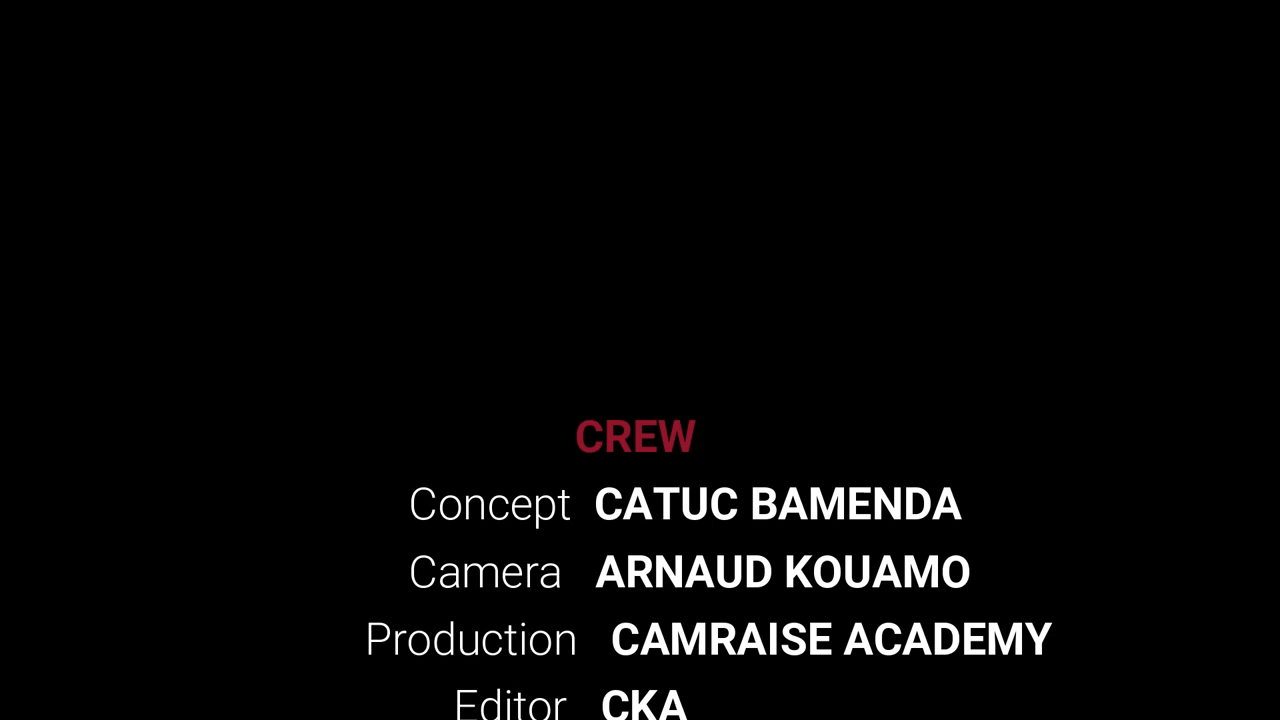 CREW
Concept CATUC BAMENDA
Camera ARNAUD KOUAMO
Production CAMRAISE ACADEMY
Editor CKA